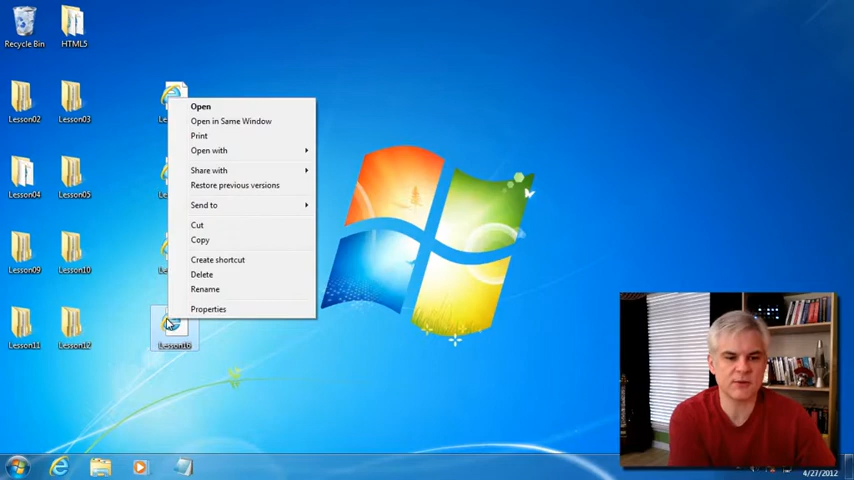 Recycle Bin
HTML5
Lesson02
Lesson03
Lesson04
Lesson05
Lesson09
Lesson10
Lesson11
Lesson12
Lesson16
Open
Open in Same Window
Print
Open with
Share with
Restore previous versions
Send to
Cut
Copy
Create shortcut
Delete
Rename
Properties
4/27/2012